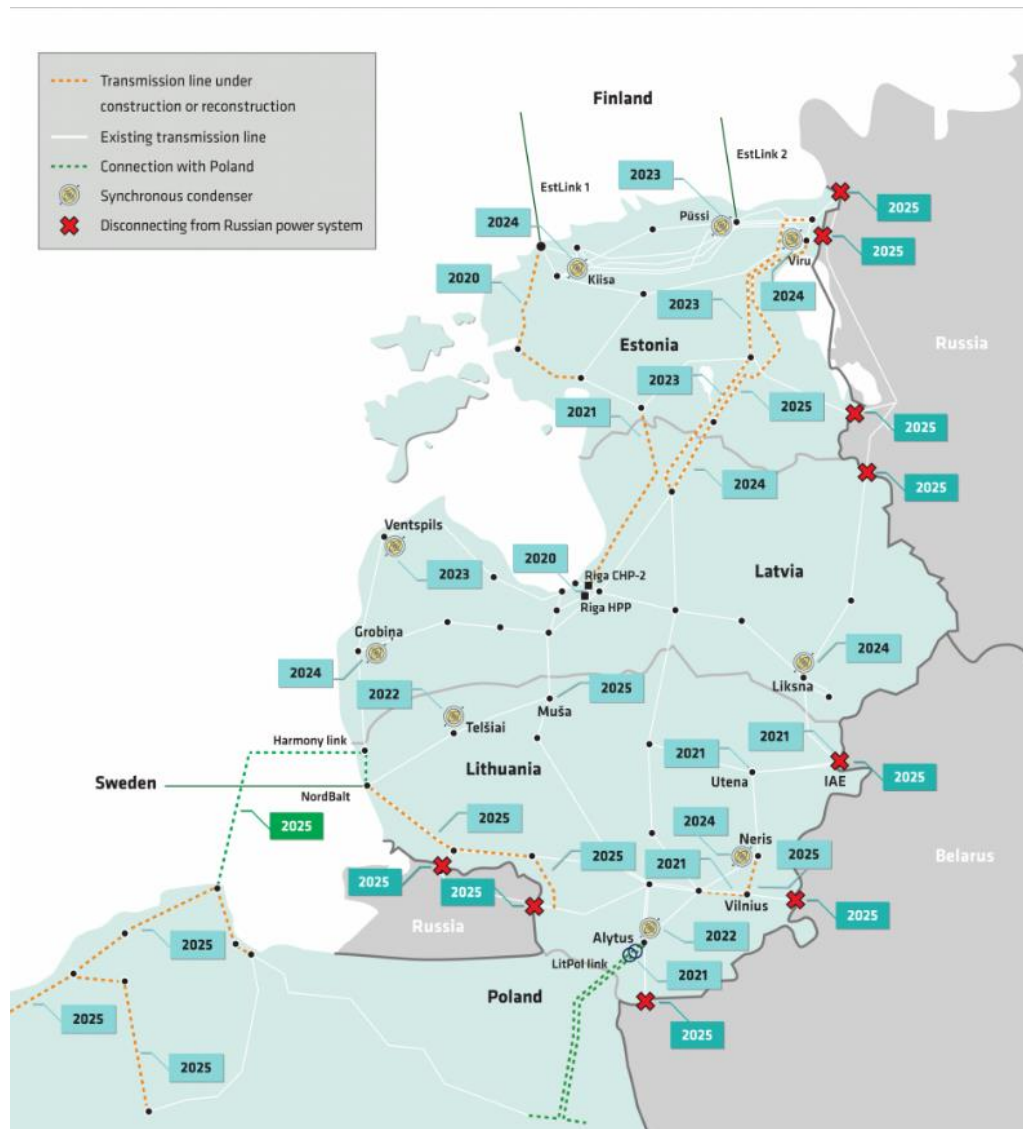 Transmission line under
construction or reconstruction
Existing transmission line
Connection with Poland
Synchronous condenser
Disconnecting from Russian power system
Finland
EstLink 1
EstLink 2
2023
2025
Püssi
2024
2025
Kiisa
Viru
2020
2024
2023
Estonia
Russia
2023
2021
2025
2025
2024
2025
Ventspils
2023
2020
Riga CHP-2
Riga HPP
Latvia
Grobiņa
2024
2024
Liksna
2022
2025
Telšiai
Muša
Harmony link
2021
2021
Lithuania
Utena
IAE
2025
Sweden
NordBalt
2025
2025
2024
Neris
2025
2021
2025
Belarus
2025
2025
Vilnius
2025
Russia
Alytus
2022
LitPol link
2021
2025
Poland
2025
2025
2025